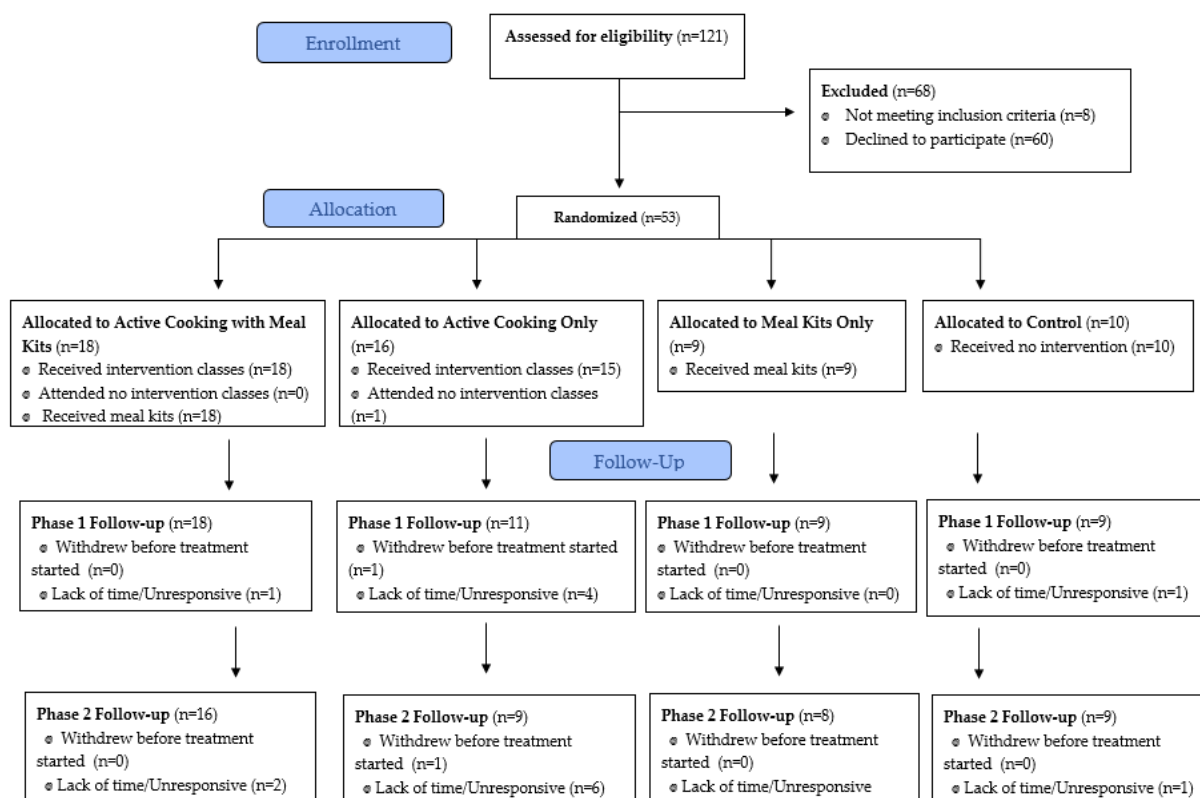 Enrollment
Assessed for eligibility (n=121)
Excluded (n=68)
Not meeting inclusion criteria (n=8)
Declined to participate (n=60)
Allocation
Randomized (n=53)
Allocated to Active Cooking with Meal
Kits (n=18)
Received intervention classes (n=18)
Attended no intervention classes (n=0)
Received meal kits (n=18)
Allocated to Active Cooking Only
(n=16)
Received intervention classes (n=15)
Attended no intervention classes
(n=1)
Allocated to Meal Kits Only
(n=9)
Received meal kits (n=9)
Allocated to Control (n=10)
Received no intervention (n=10)
Follow-Up
Phase 1 Follow-up (n=18)
Withdrew before treatment
started (n=0)
Lack of time/Unresponsive (n=1)
Phase 1 Follow-up (n=11)
Withdrew before treatment started
(n=1)
Lack of time/Unresponsive (n=4)
Phase 1 Follow-up (n=9)
Withdrew before treatment
started (n=0)
Lack of time/Unresponsive (n=0)
Phase 1 Follow-up (n=9)
Withdrew before treatment
started (n=0)
Lack of time/Unresponsive (n=1)
Phase 2 Follow-up (n=16)
Withdrew before treatment
started (n=0)
Lack of time/Unresponsive (n=2)
Phase 2 Follow-up (n=9)
Withdrew before treatment
started (n=1)
Lack of time/Unresponsive (n=6)
Phase 2 Follow-up (n=8)
Withdrew before treatment
started (n=0)
Lack of time/Unresponsive
Phase 2 Follow-up (n=9)
Withdrew before treatment
started (n=0)
Lack of time/Unresponsive (n=1)